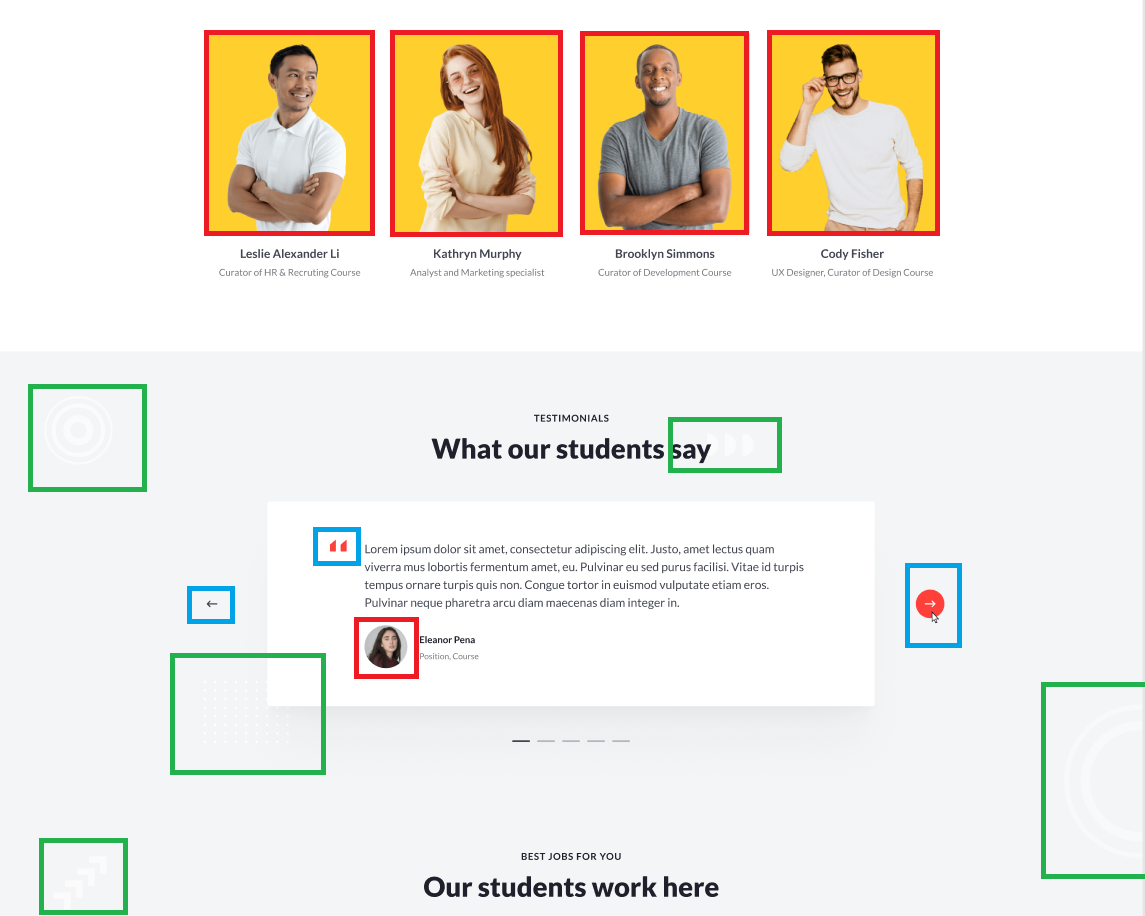 Leslie Alexander Li
Curator of HR & Recruting Course
Kathryn Murphy
Analyst and Marketing specialist
Brooklyn Simmons
Curator of Development Course
Cody Fisher
UX Designer, Curator of Design Course
TESTIMONIALS
What our students say
Lorem ipsum dolor sit amet, consectetur adipiscing elit. Justo, amet lectus quam
viverra mus lobortis fermentum amet, eu. Pulvinar eu sed purus facilisi. Vitae id turpis
tempus ornare turpis quis non. Congue tortor in euismod vulputate etiam eros.
Pulvinar neque pharetra arcu diam maecenas diam integer in.
Eleanor Pena
Position, Course
BEST JOBS FOR YOU
Our students work here